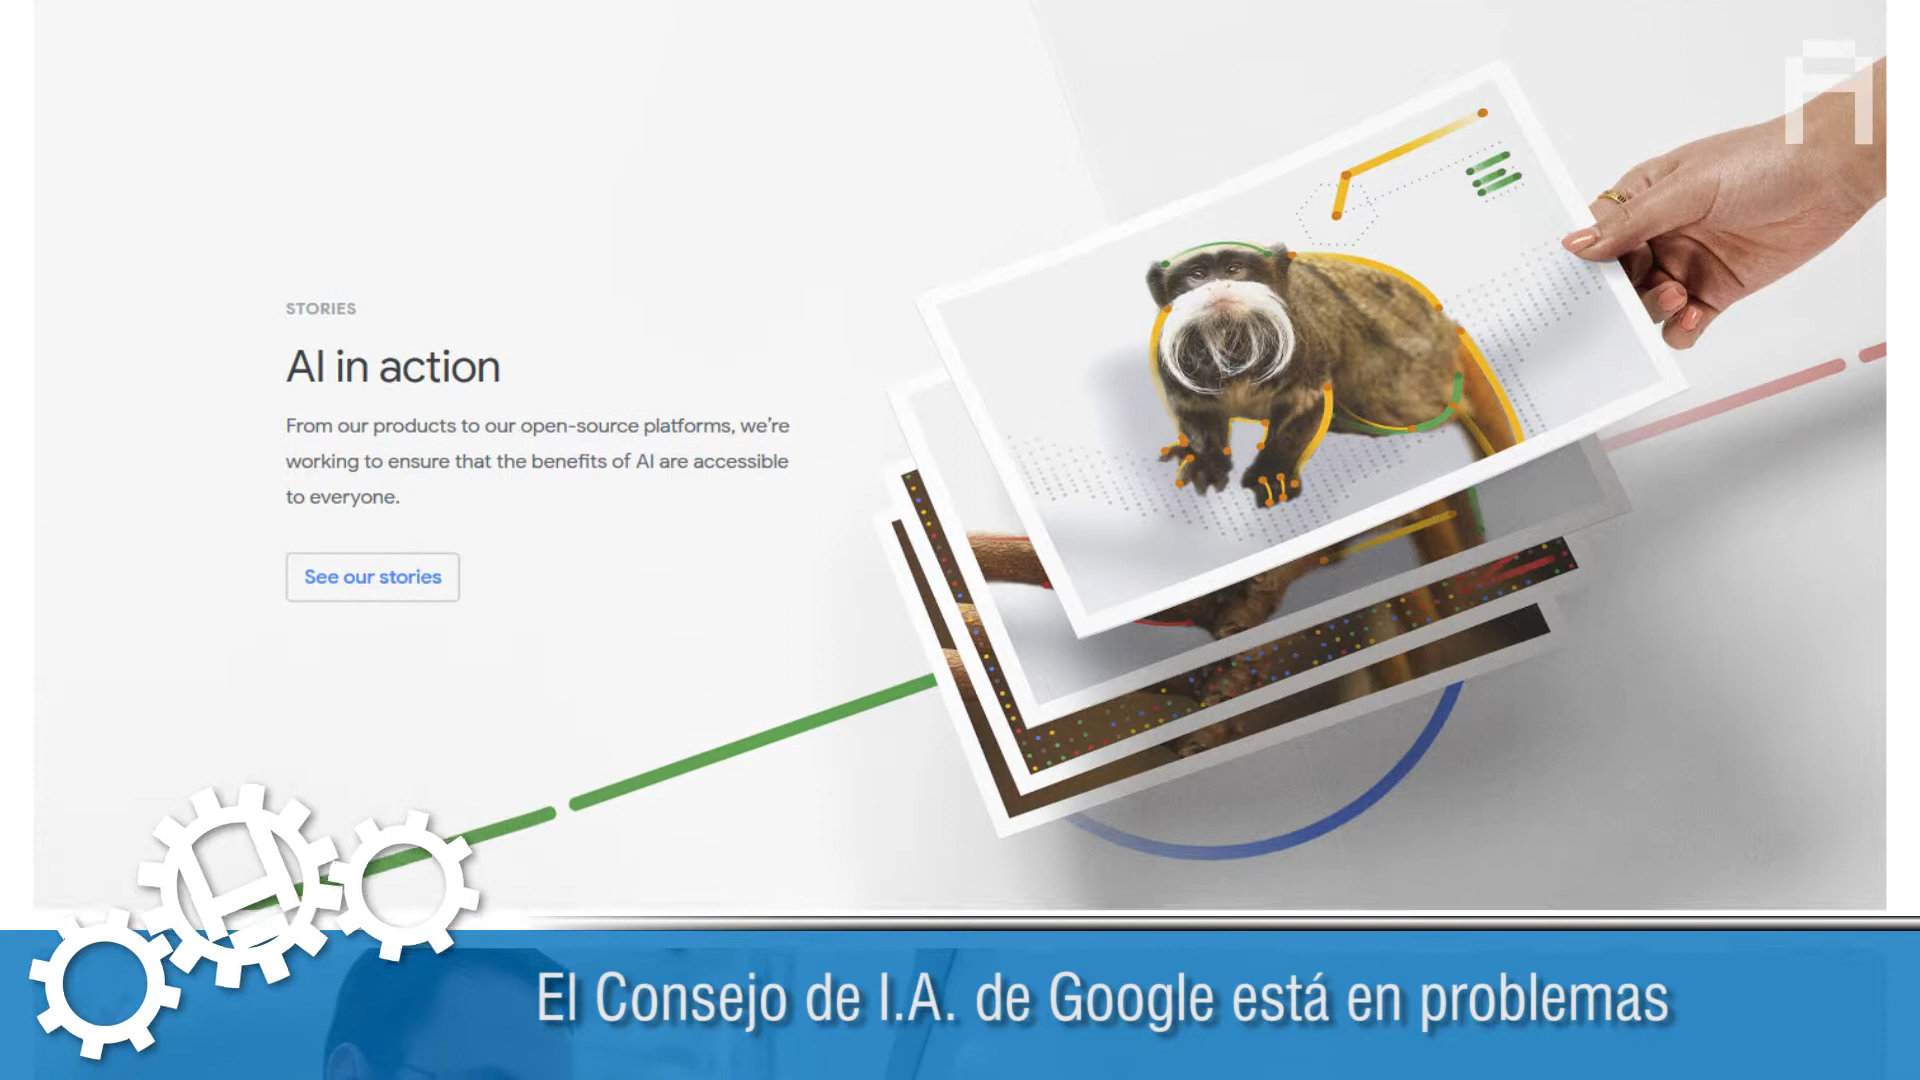 STORIES
AI in action
From our products to our open-source platforms, we're
working to ensure that the benefits of AI are accessible
to everyone.
See our stories
El Consejo de I.A. de Google está en problemas